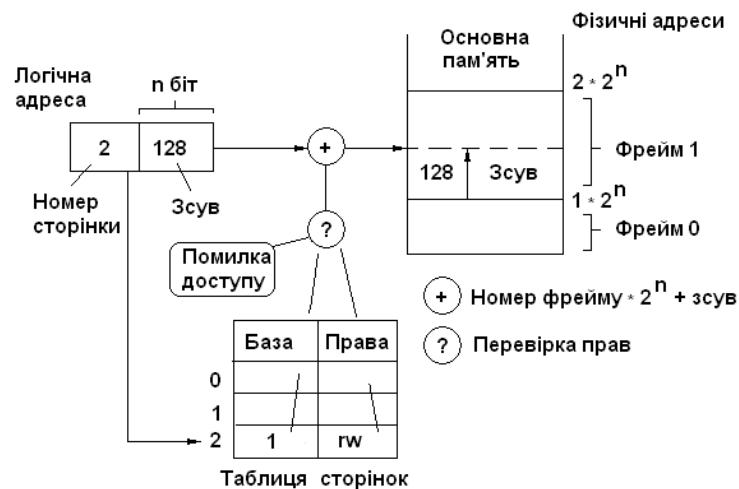 Фізичні адреси
Основна
пам'ять
Логічна
адреса
n біт
2 * 2^n
2
128
Фрейм 1
128
Зсув
Номер
сторінки
Зсув
1 * 2^n
Фрейм 0
Помилка
доступу
+
?
+ Номер фрейму * 2^n + зсув
? Перевірка прав
База
Права
0
1
2
1
rw
Таблиця сторінок